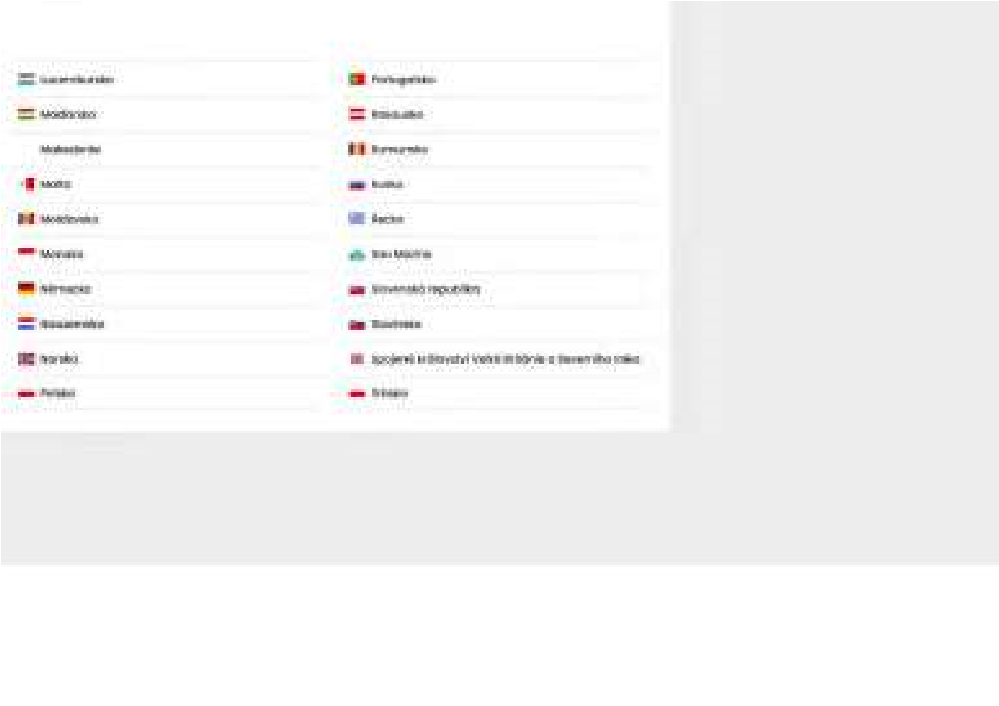 Lucembursko
Maďarsko
Makedonie
Malta
Moldavsko
Monako
Německo
Nizozemsko
Norsko
Polsko
Portugalsko
Rakousko
Rumunsko
Rusko
Řecko
San Marino
Slovenská republika
Slovinsko
Spojené království Velké Británie a Severního Irska